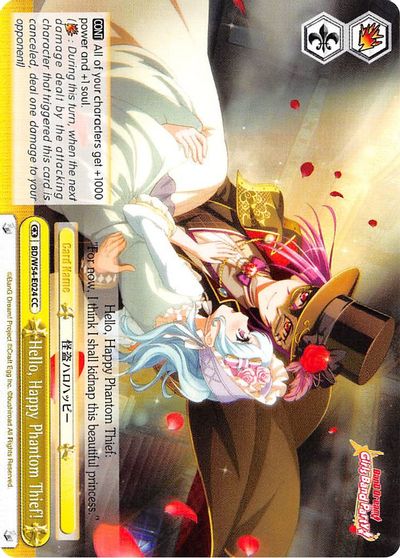 BanG Dream!
Girls Band Party!
[CONT] All of your characters get +1000
power and +1 soul.
: During this turn, when the next
damage dealt by the attacking
character that triggered this card is
canceled, deal one damage to your
opponent)
Hello, Happy Phantom Thief:
"For now, I think I shall kidnap this beautiful princess."
Card Name
怪盗ハロハッピー
CX
BD/W54-E024 CC
Hello, Happy Phantom Thief!
©BanG Dream! Project ©Craft Egg Inc. ©bushiroad All Rights Reserved.